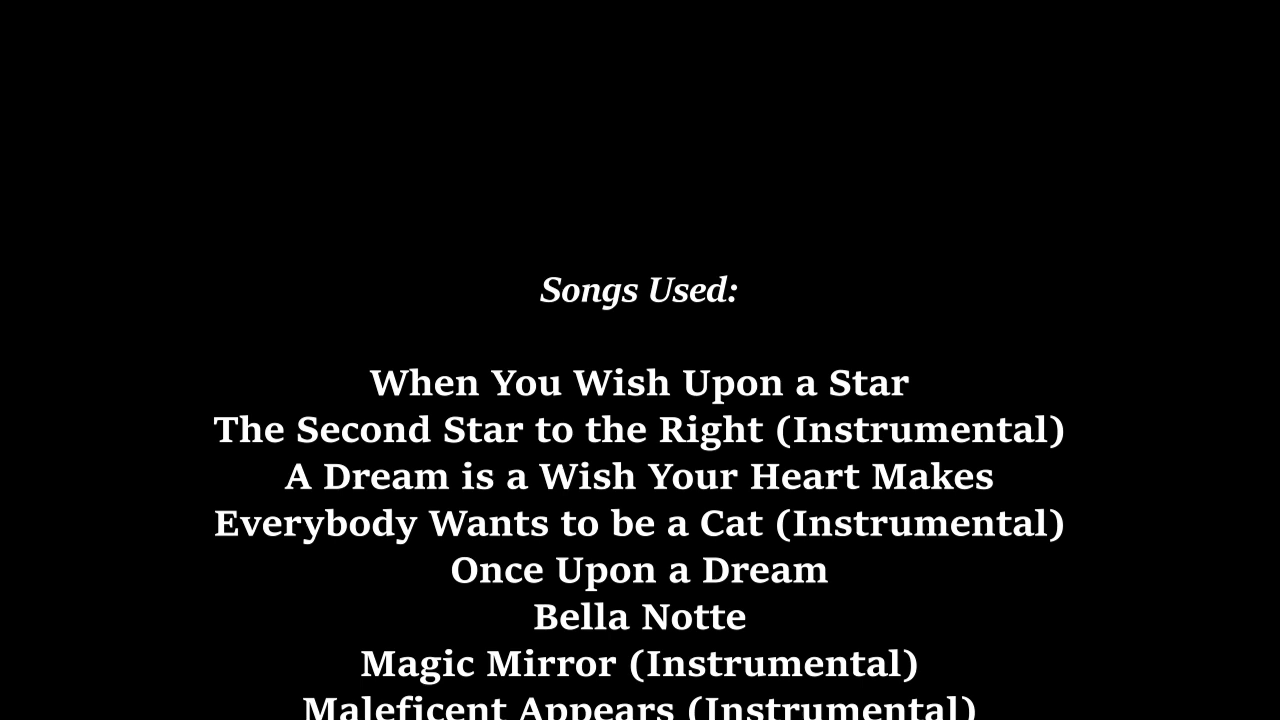 Songs Used:
When You Wish Upon a Star
The Second Star to the Right (Instrumental)
A Dream is a Wish Your Heart Makes
Everybody Wants to be a Cat (Instrumental)
Once Upon a Dream
Bella Notte
Magic Mirror (Instrumental)
Maleficent Appears (Instrumental)